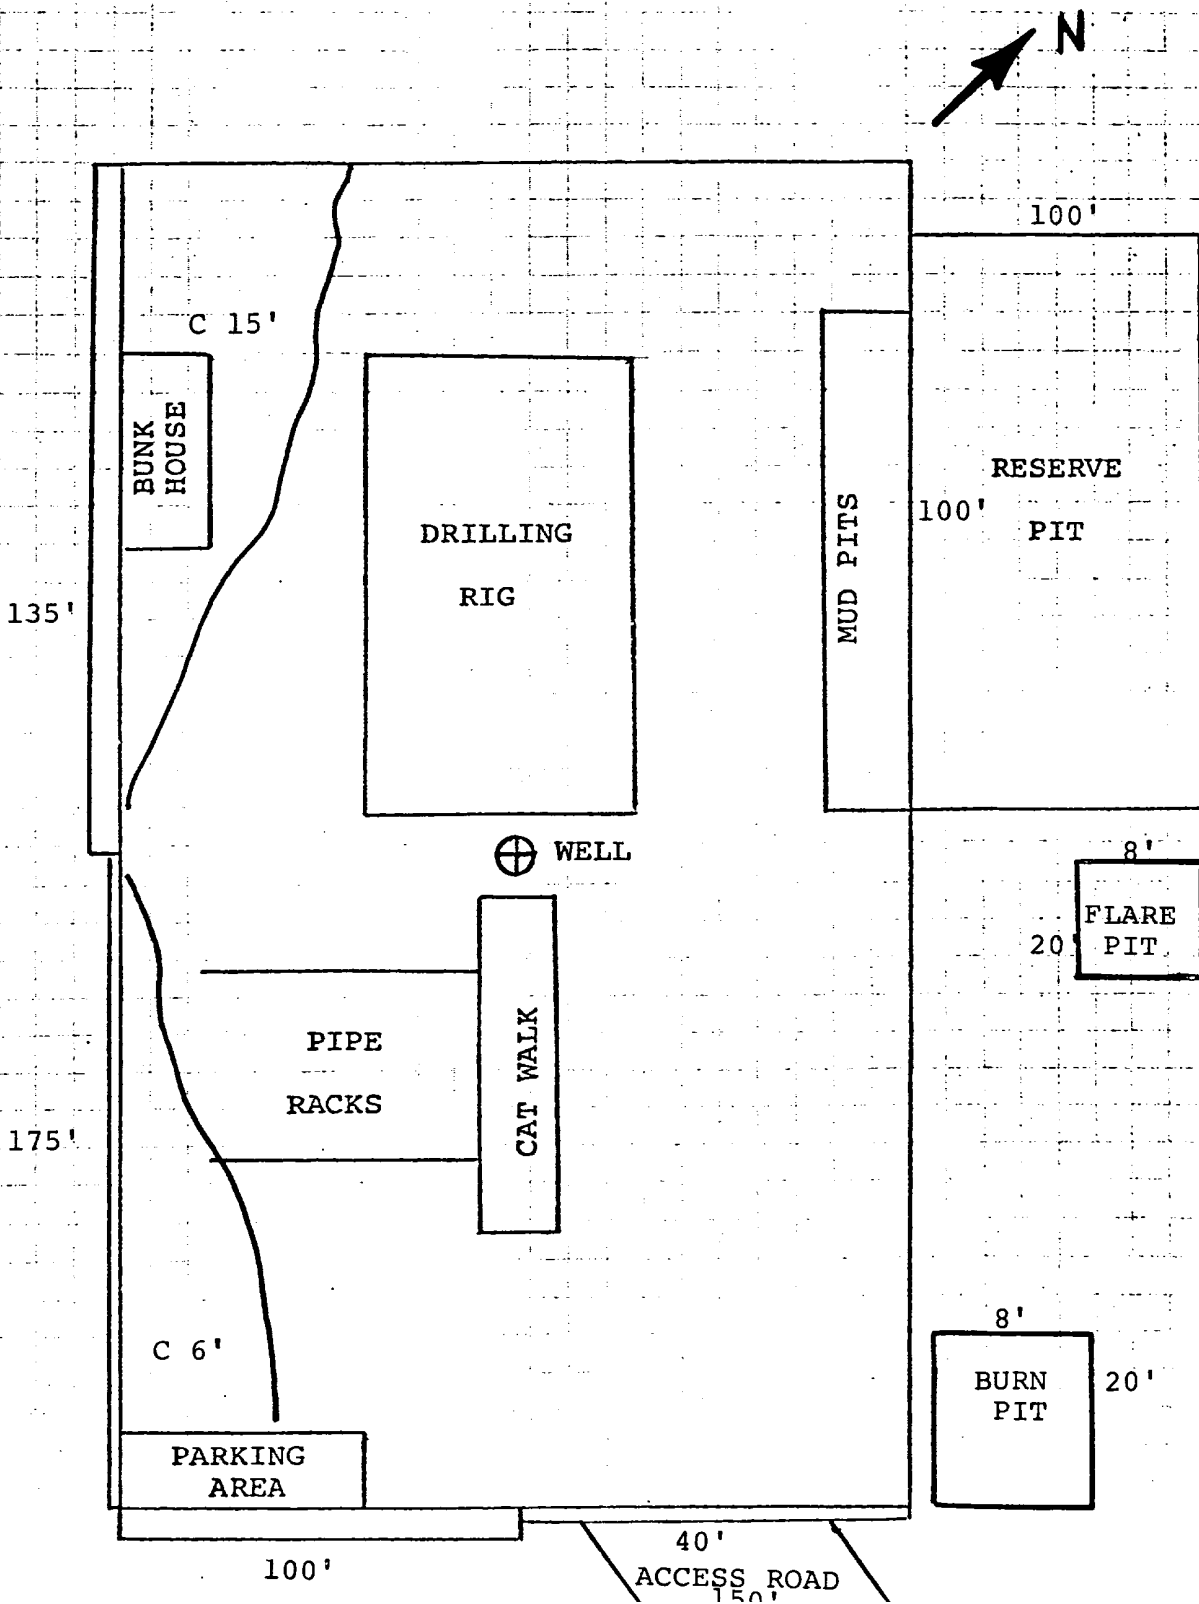 N
100'
C 15'
BUNK
HOUSE
RESERVE
PIT
100'
DRILLING
RIG
MUD PITS
135'
WELL
8'
FLARE
PIT
20'
PIPE
RACKS
CAT WALK
175'
8'
C 6'
BURN
PIT
20'
PARKING
AREA
40'
100'
ACCESS ROAD
150'